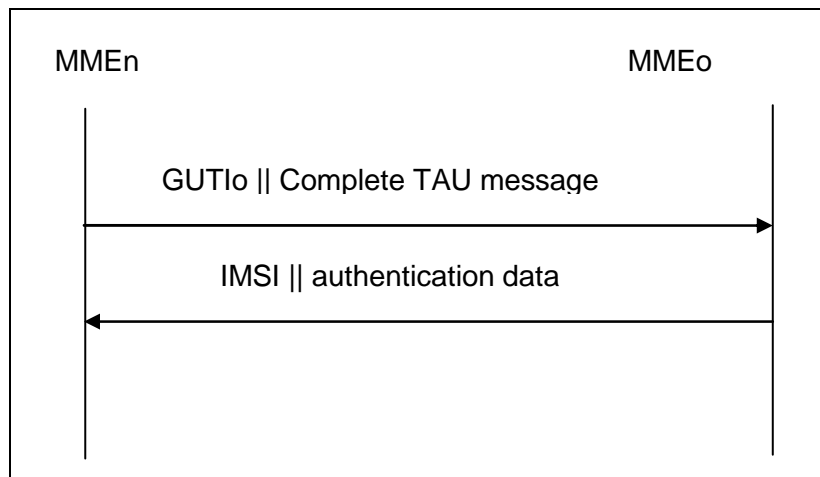 MMEn
MMEo
GUTIo || Complete TAU message
IMSI || authentication data